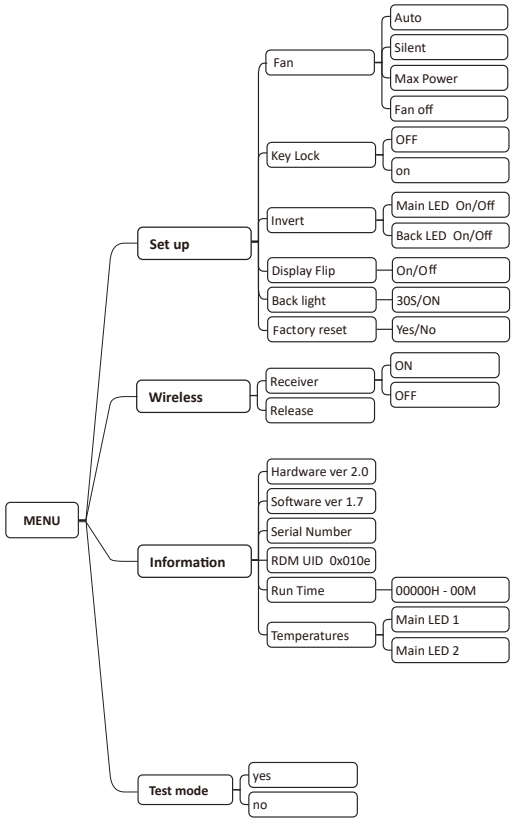 MENU
Set up
Fan
Auto
Silent
Max Power
Fan off
Key Lock
OFF
on
Invert
Main LED On/Off
Back LED On/Off
Display Flip
On/Off
Back light
30S/ON
Factory reset
Yes/No
Wireless
Receiver
ON
OFF
Release
Information
Hardware ver 2.0
Software ver 1.7
Serial Number
RDM UID 0x010e
Run Time
00000H - 00M
Temperatures
Main LED 1
Main LED 2
Test mode
yes
no